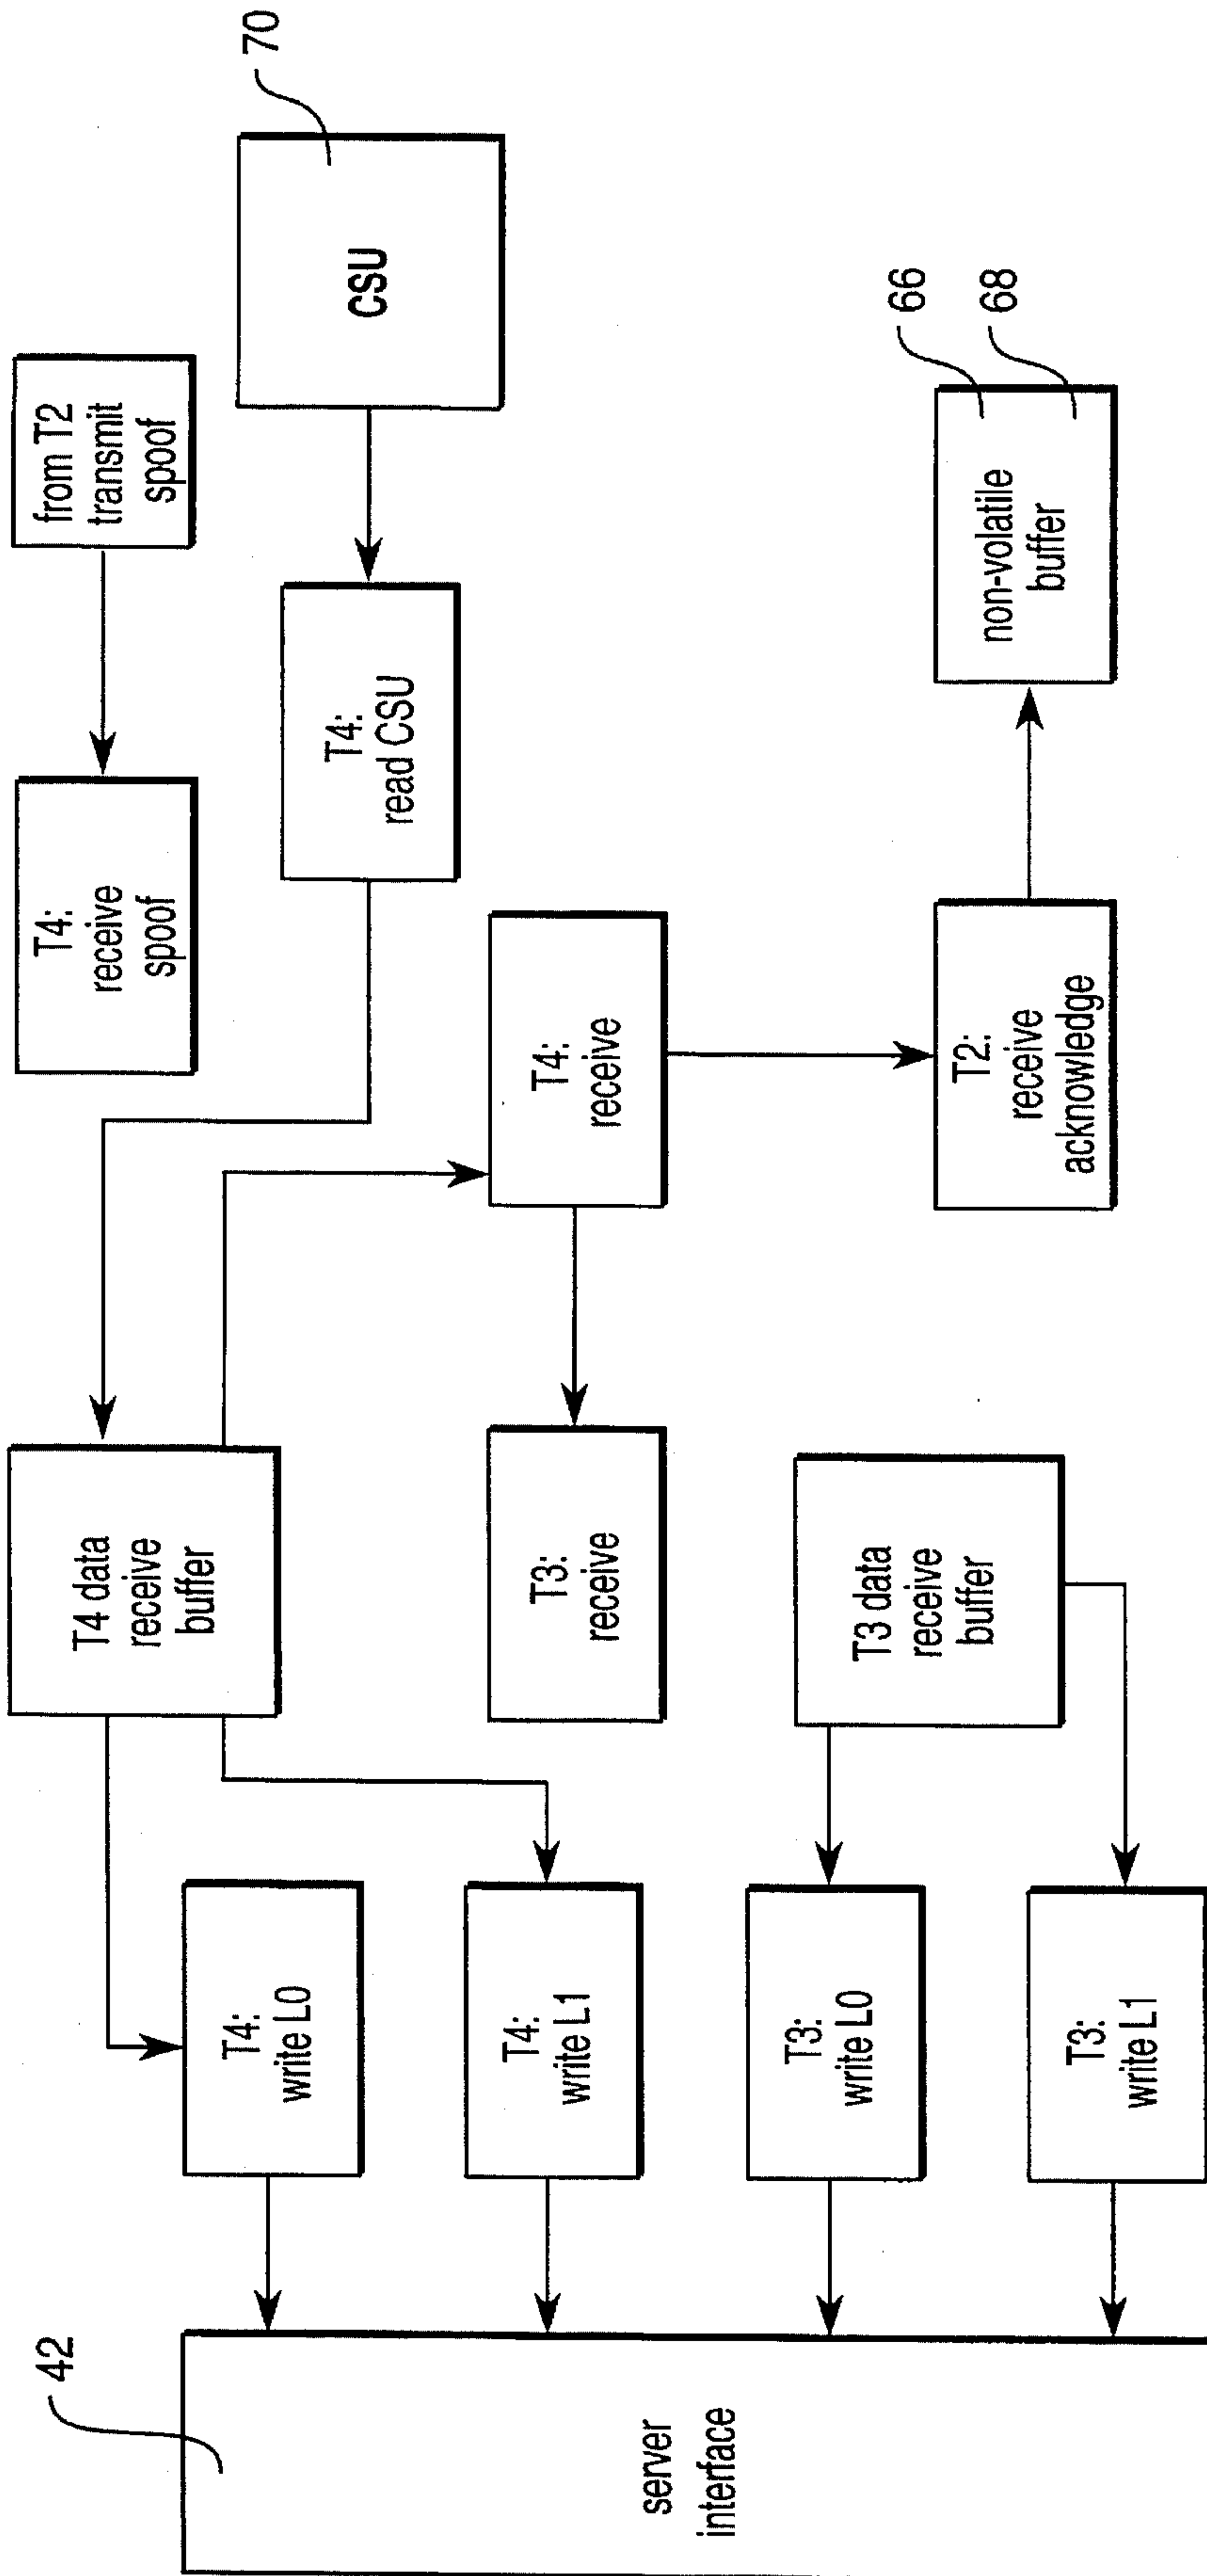 42
server
interface
T4:
write L0
T4:
write L1
T3:
write L0
T3:
write L1
T4 data
receive
buffer
T3:
receive
T3 data
receive
buffer
T4:
receive
spoof
from T2
transmit
spoof
T4:
read CSU
CSU
70
T4:
receive
T2:
receive
acknowledge
non-volatile
buffer
66
68